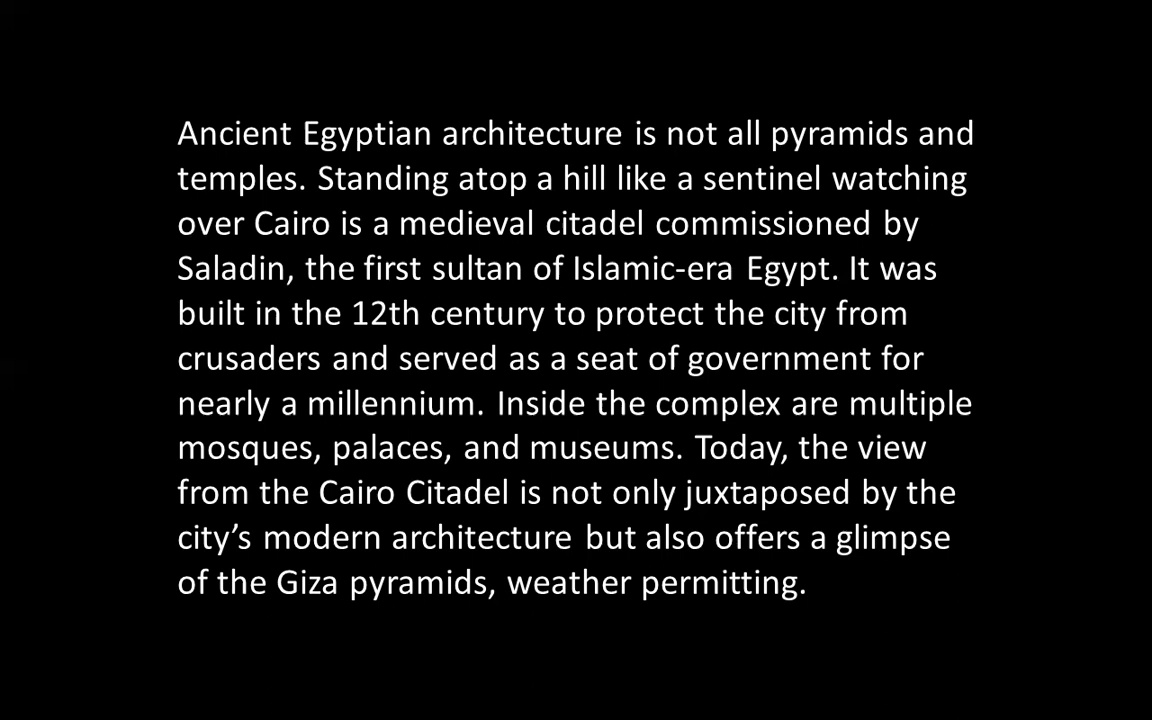 Ancient Egyptian architecture is not all pyramids and
temples. Standing atop a hill like a sentinel watching
over Cairo is a medieval citadel commissioned by
Saladin, the first sultan of Islamic-era Egypt. It was
built in the 12th century to protect the city from
crusaders and served as a seat of government for
nearly a millennium. Inside the complex are multiple
mosques, palaces, and museums. Today, the view
from the Cairo Citadel is not only juxtaposed by the
city’s modern architecture but also offers a glimpse
of the Giza pyramids, weather permitting.